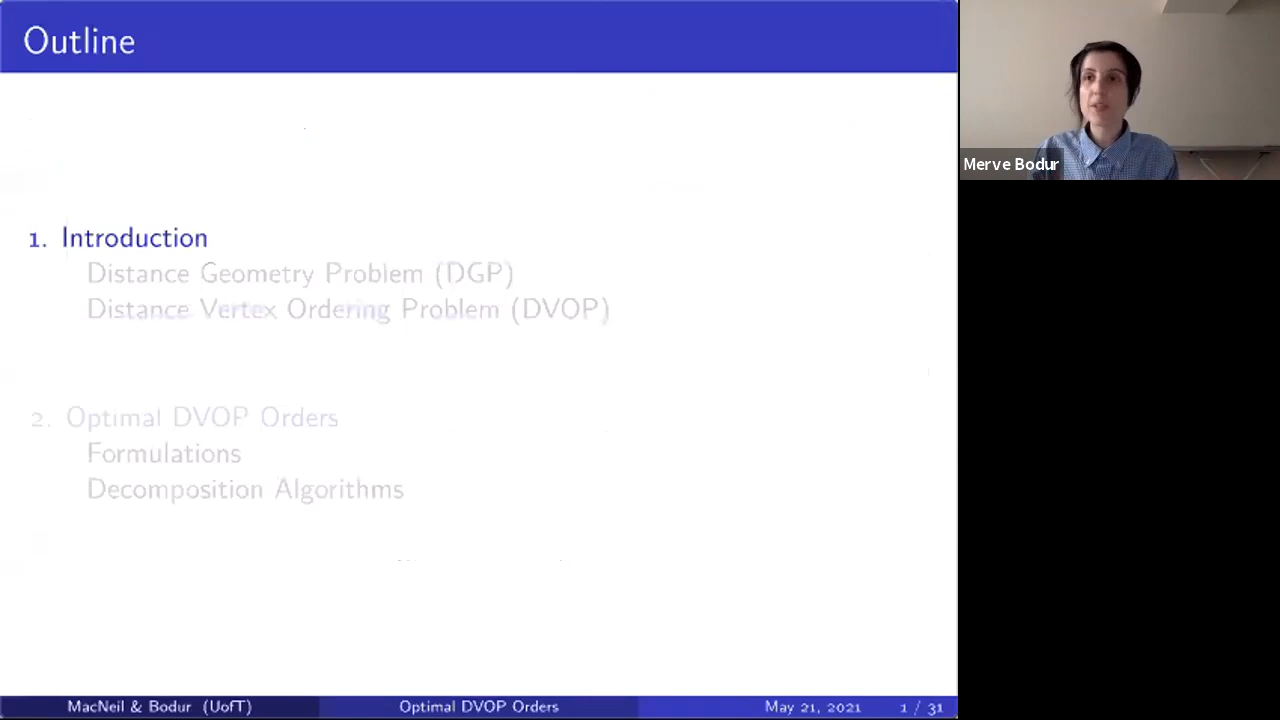 Outline
Merve Bodur
1. Introduction
Distance Geometry Problem (DGP)
Distance Vertex Ordering Problem (DVOP)
2. Optimal DVOP Orders
Formulations
Decomposition Algorithms
MacNeil & Bodur (UofT) Optimal DVOP Orders May 21, 2021 1 / 31